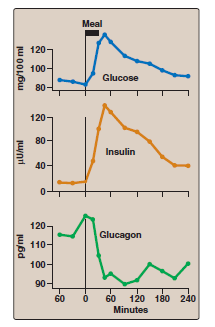 Meal
mg/100 ml
120
100
80
Glucose
µU/ml
120
80
40
0
Insulin
pg/ml
120
110
100
90
Glucagon
60 0 60 120 180 240
Minutes